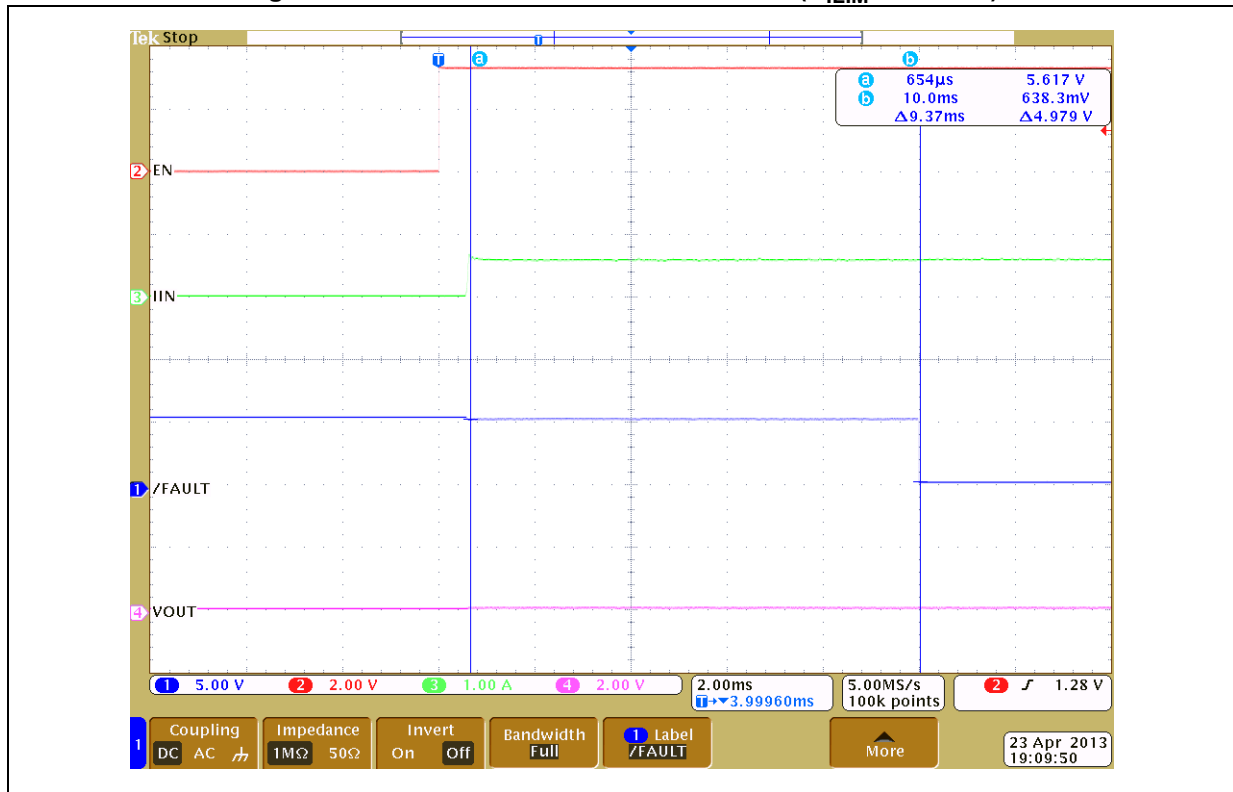 Tek Stop
T
T a b
a 654µs 5.617 V
b 10.0ms 638.3mV
Δ9.37ms Δ4.979 V
2 EN
3 IIN
1 /FAULT
4 VOUT
1 5.00 V 2 2.00 V 3 1.00 A 4 2.00 V 2.00ms 5.00MS/s 2 1.28 V
T→▼3.99960ms 100k points
1 Coupling Impedance Invert Bandwidth 1 Label More
DC AC 1MΩ 50Ω On Off Full /FAULT
23 Apr 2013
19:09:50